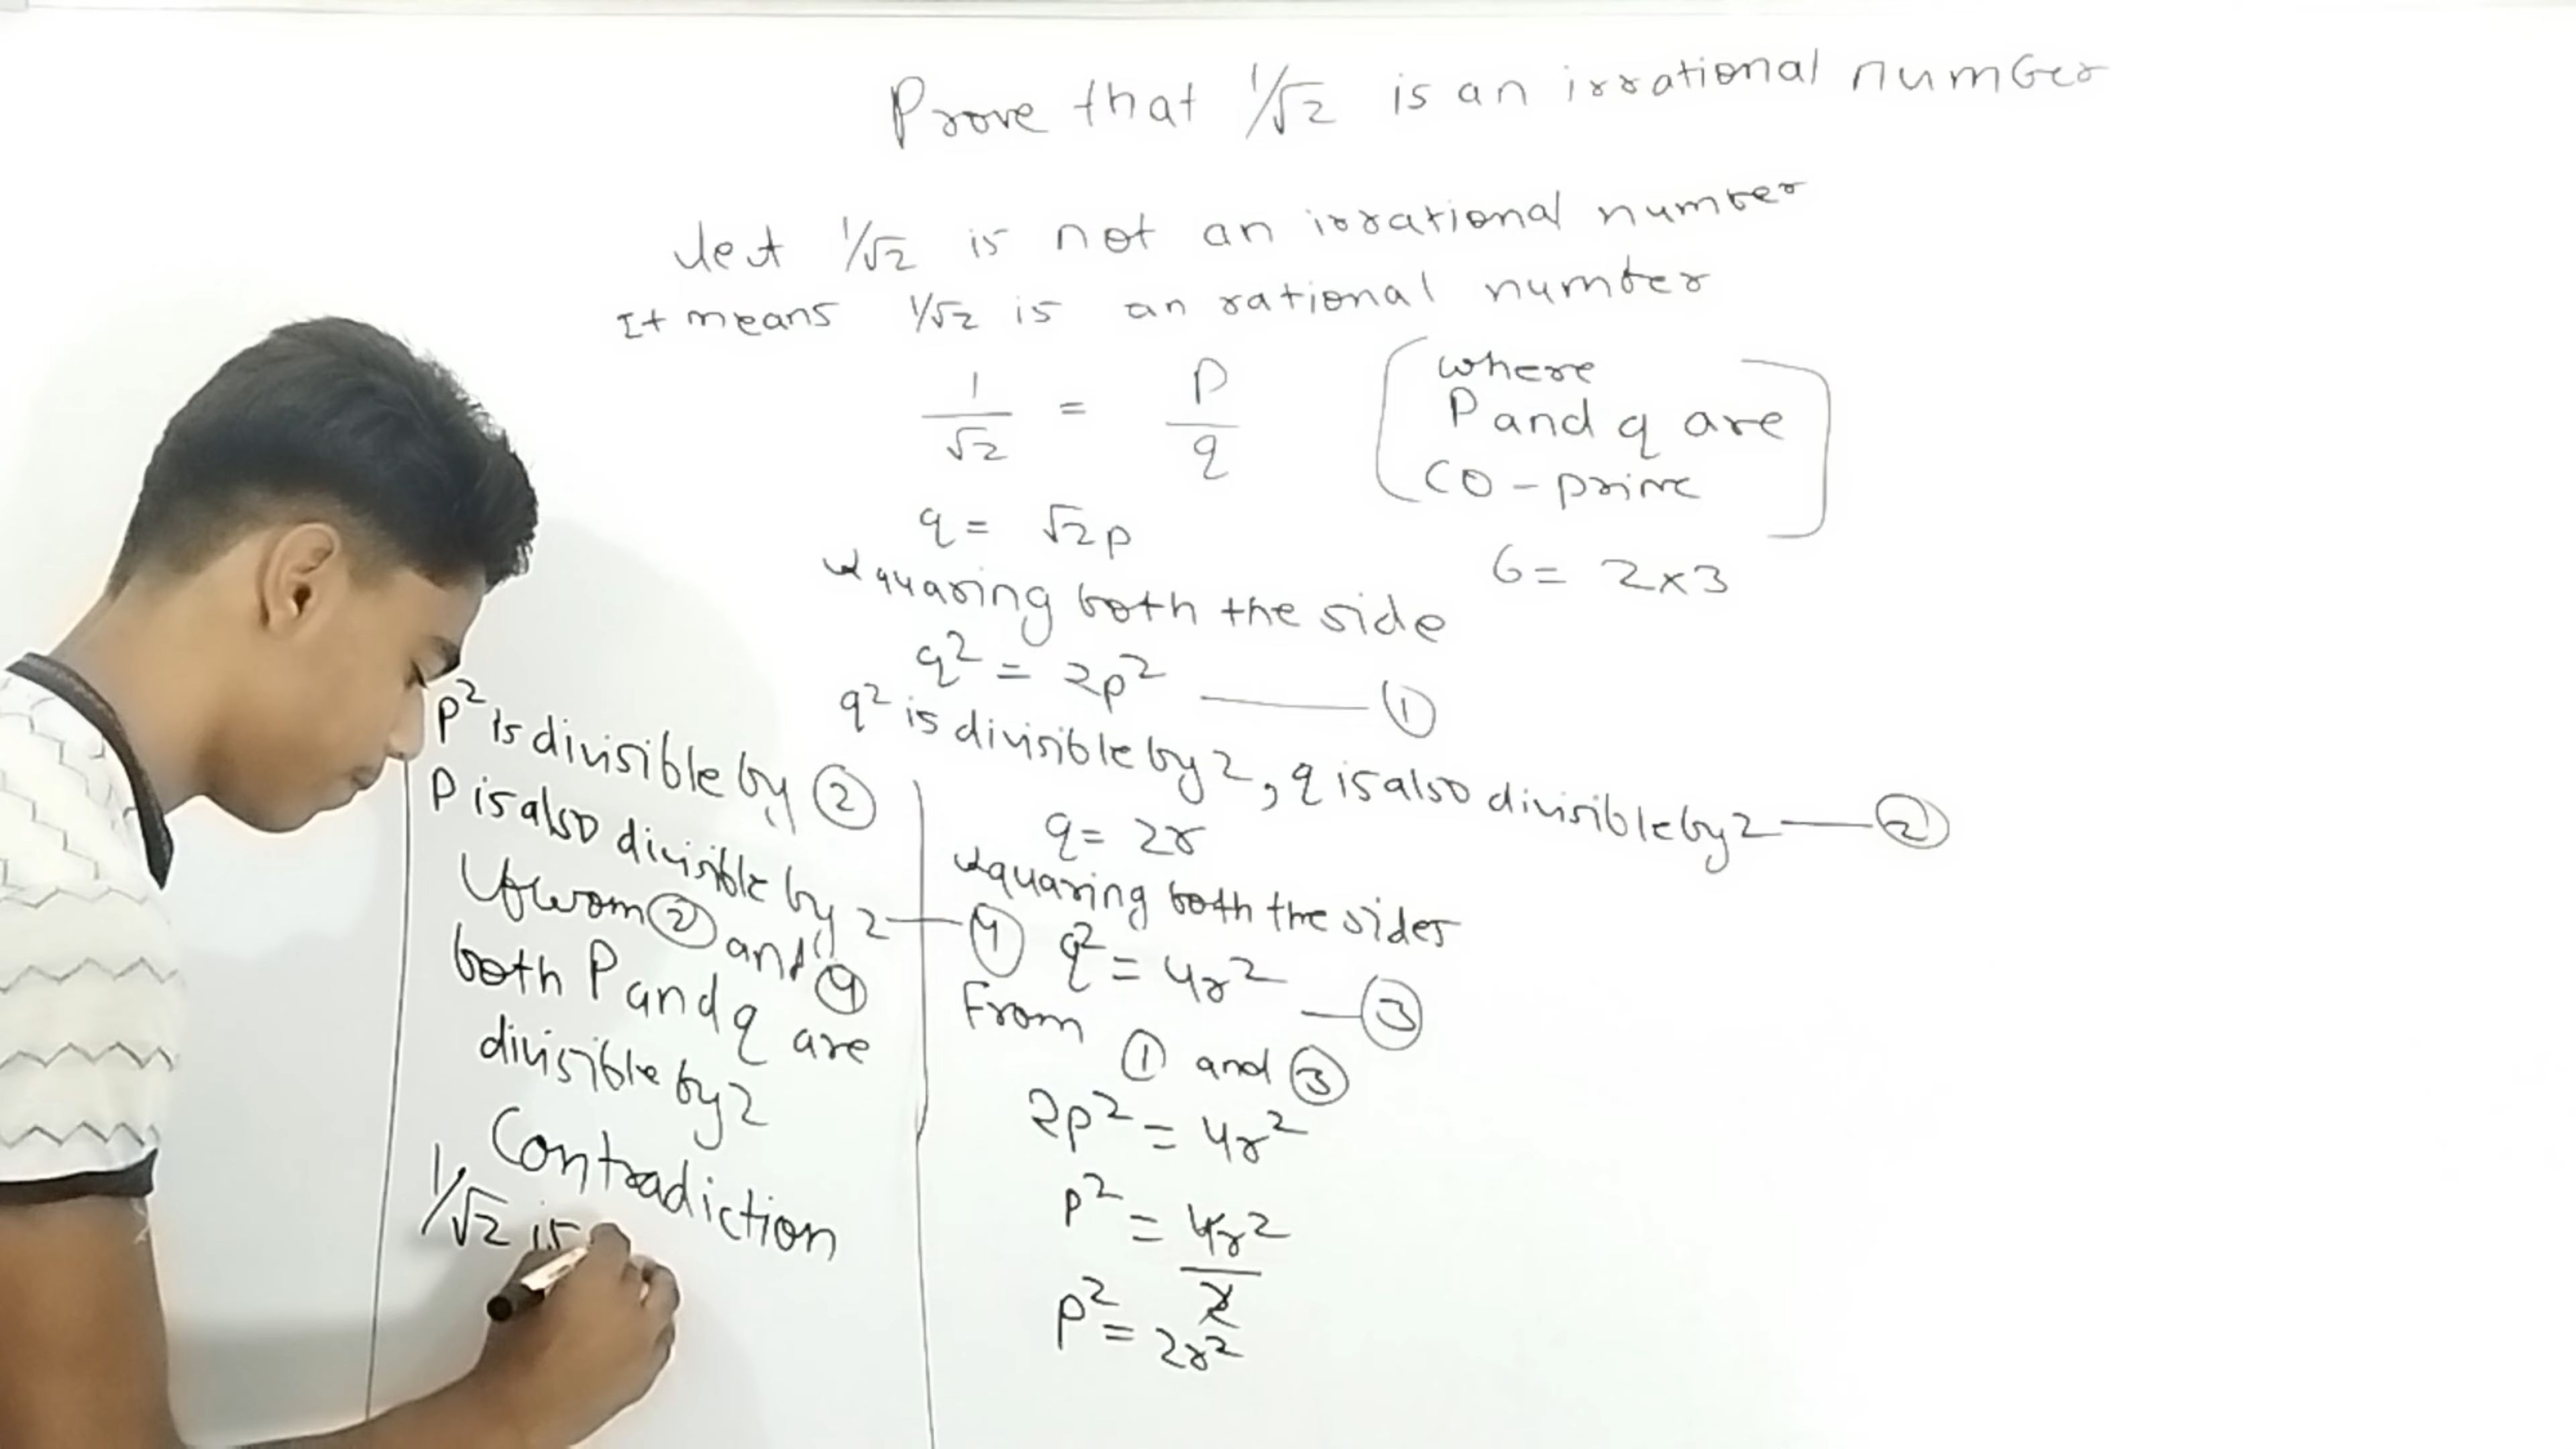 Prove that 1/√2 is an irrational number
Let 1/√2 is not an irrational number
It means 1/√2 is an rational number
1/√2 = P/q
where
P and q are
co-prime
q = √2p
6 = 2×3
Squaring both the side
q² = 2p² —— ①
q² is divisible by 2, q is also divisible by 2 —— ②
q = 2r
Squaring both the sides
q² = 4r² — ③
From
① and ③
2p² = 4r²
p² = 4r²/2
p² = 2r²
p² is divisible by ②
P is also divisible by 2 — ④
② and ④
both P and q are
divisible by 2
Contradiction
1/√2 is